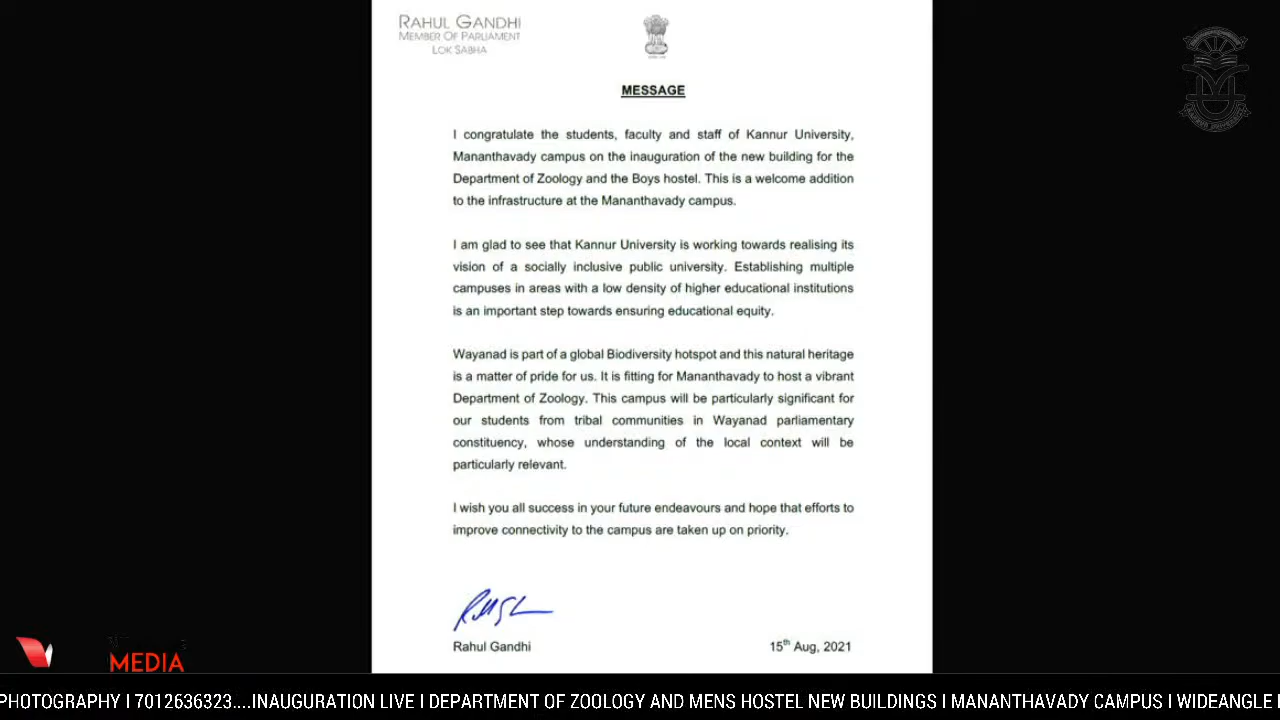 RAHUL GANDHI
MEMBER OF PARLIAMENT
LOK SABHA
MESSAGE
I congratulate the students, faculty and staff of Kannur University,
Mananthavady campus on the inauguration of the new building for the
Department of Zoology and the Boys hostel. This is a welcome addition
to the infrastructure at the Mananthavady campus.
I am glad to see that Kannur University is working towards realising its
vision of a socially inclusive public university. Establishing multiple
campuses in areas with a low density of higher educational institutions
is an important step towards ensuring educational equity.
Wayanad is part of a global Biodiversity hotspot and this natural heritage
is a matter of pride for us. It is fitting for Mananthavady to host a vibrant
Department of Zoology. This campus will be particularly significant for
our students from tribal communities in Wayanad parliamentary
constituency, whose understanding of the local context will be
particularly relevant.
I wish you all success in your future endeavours and hope that efforts to
improve connectivity to the campus are taken up on priority.
Rahul Gandhi 15th Aug, 2021
MEDIA
PHOTOGRAPHY I 7012636323....INAUGURATION LIVE I DEPARTMENT OF ZOOLOGY AND MENS HOSTEL NEW BUILDINGS I MANANTHAVADY CAMPUS I WIDEANGLE